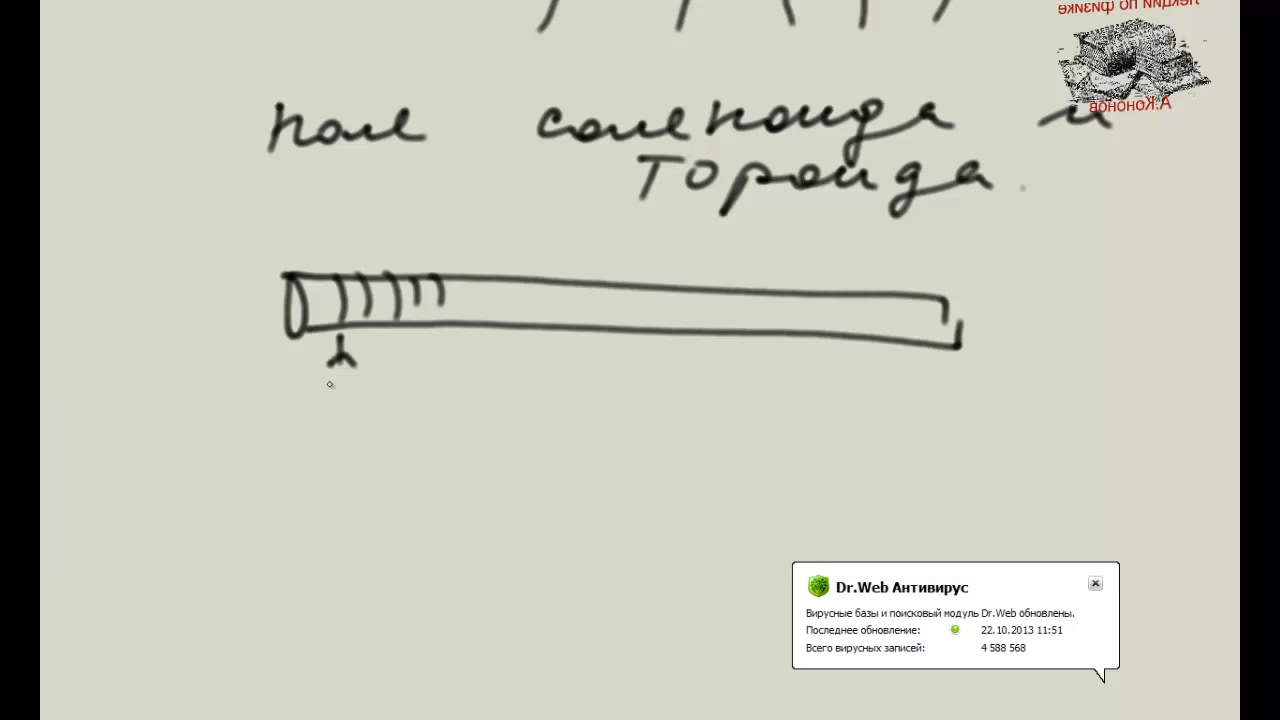 Лекции по физике
А.Кононов
поле соленоида и
тороида.
Dr.Web Антивирус
Вирусные базы и поисковый модуль Dr.Web обновлены.
Последнее обновление: 22.10.2013 11:51
Всего вирусных записей: 4 588 568